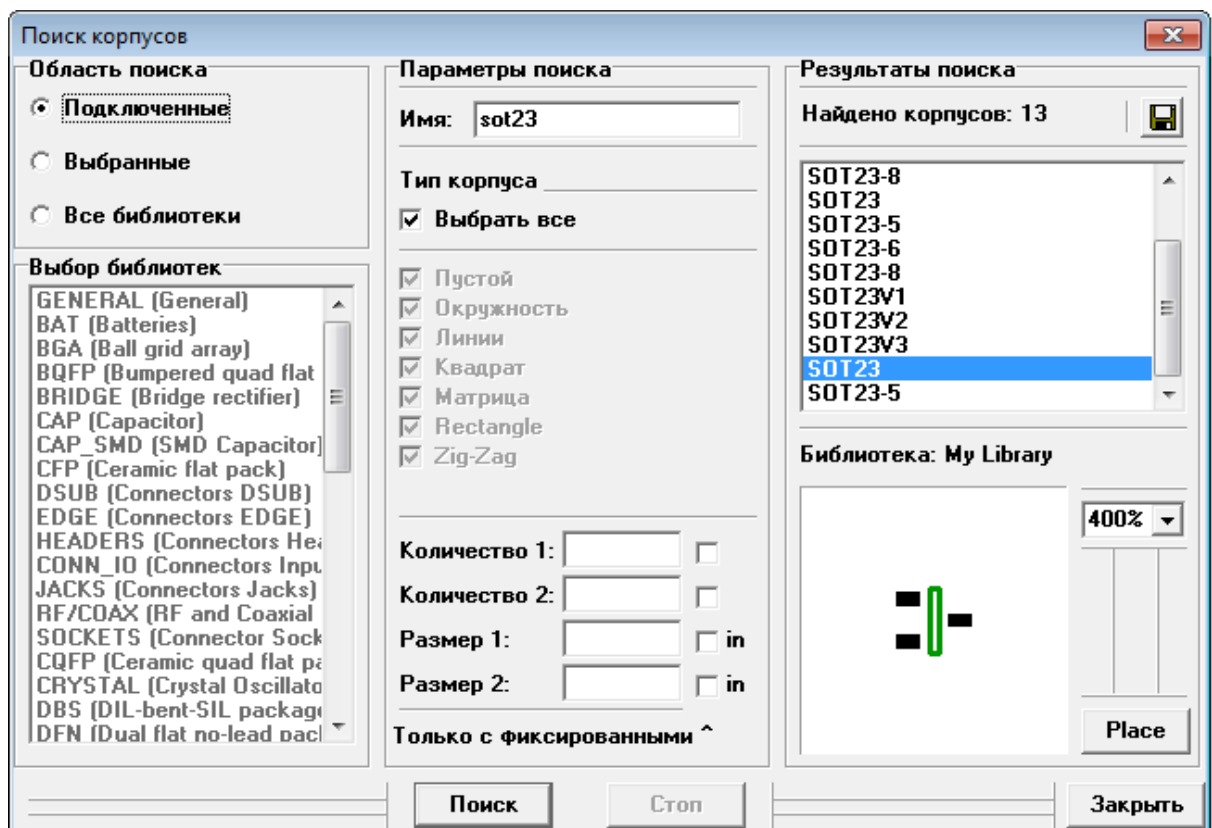 Поиск корпусов
Область поиска
Подключенные
Выбранные
Все библиотеки
Выбор библиотек
GENERAL (General)
BAT (Batteries)
BGA (Ball grid array)
BQFP (Bumpered quad flat
BRIDGE (Bridge rectifier)
CAP (Capacitor)
CAP_SMD (SMD Capacitor)
CFP (Ceramic flat pack)
DSUB (Connectors DSUB)
EDGE (Connectors EDGE)
HEADERS (Connectors Hea
CONN_IO (Connectors Inpu
JACKS (Connectors Jacks)
RF/COAX (RF and Coaxial
SOCKETS (Connector Sock
CQFP (Ceramic quad flat pa
CRYSTAL (Crystal Oscillato
DBS (DIL-bent-SIL package
DFN (Dual flat no-lead pacl
Параметры поиска
Имя: sot23
Тип корпуса
Выбрать все
Пустой
Окружность
Линии
Квадрат
Матрица
Rectangle
Zig-Zag
Количество 1:
Количество 2:
Размер 1: in
Размер 2: in
Только с фиксированными ^
Результаты поиска
Найдено корпусов: 13
SOT23-8
SOT23
SOT23-5
SOT23-6
SOT23-8
SOT23V1
SOT23V2
SOT23V3
SOT23
SOT23-5
Библиотека: My Library
400%
Place
Поиск
Стоп
Закрыть